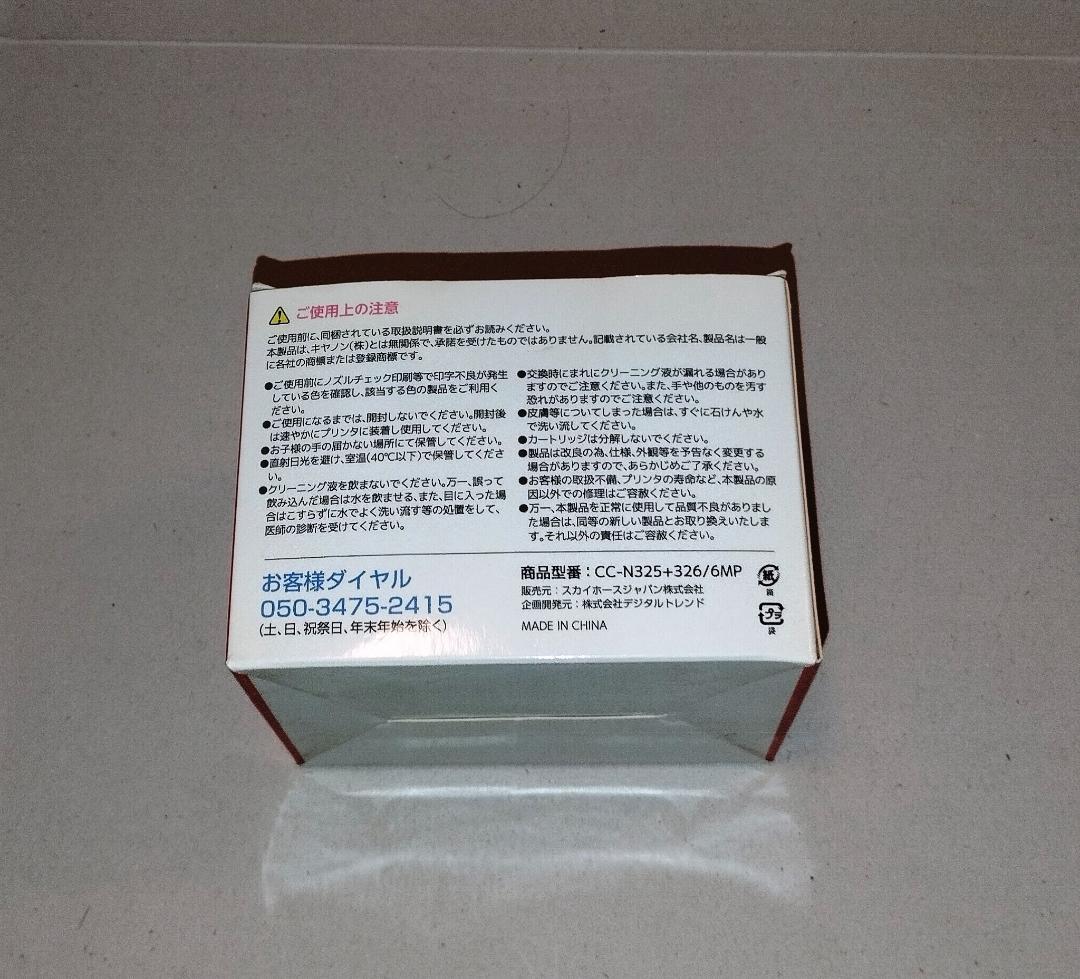 ご使用上の注意
ご使用前に、同梱されている取扱説明書を必ずお読みください。
本製品は、キヤノン(株)とは無関係で、承諾を受けたものではありません。記載されている会社名、製品名は一般
に各社の商標または登録商標です。
●ご使用前にノズルチェック印刷等で印字不良が発生
している色を確認し、該当する色の製品をご利用く
ださい。
●ご使用になるまでは、開封しないでください。開封後
は速やかにプリンタに装着し使用してください。
●お子様の手の届かない場所にて保管してください。
●直射日光を避け、室温(40℃以下)で保管してくださ
い。
●クリーニング液を飲まないでください。万一、誤って
飲み込んだ場合は水を飲ませる、また、目に入った場
合はこすらずに水でよく洗い流す等の処置をして、
医師の診断を受けてください。
●交換時にまれにクリーニング液が漏れる場合があり
ますのでご注意ください。また、手や他のものを汚す
恐れがありますのでご注意ください。
●皮膚等についてしまった場合は、すぐに石けんや水
で洗い流してください。
●カートリッジは分解しないでください。
●製品は改良の為、仕様、外観等を予告なく変更する
場合がありますので、あらかじめご了承ください。
●お客様の取扱不備、プリンタの寿命など、本製品の原
因以外での修理はご容赦ください。
●万一、本製品を正常に使用して品質不良がありまし
た場合は、同等の新しい製品とお取り換えいたしま
す。それ以外の責任はご容赦ください。
お客様ダイヤル
050-3475-2415
(土、日、祝祭日、年末年始を除く)
商品型番：CC-N325+326/6MP
販売元：スカイホースジャパン株式会社
企画開発元：株式会社デジタルトレンド
MADE IN CHINA
紙
箱
プラ
袋